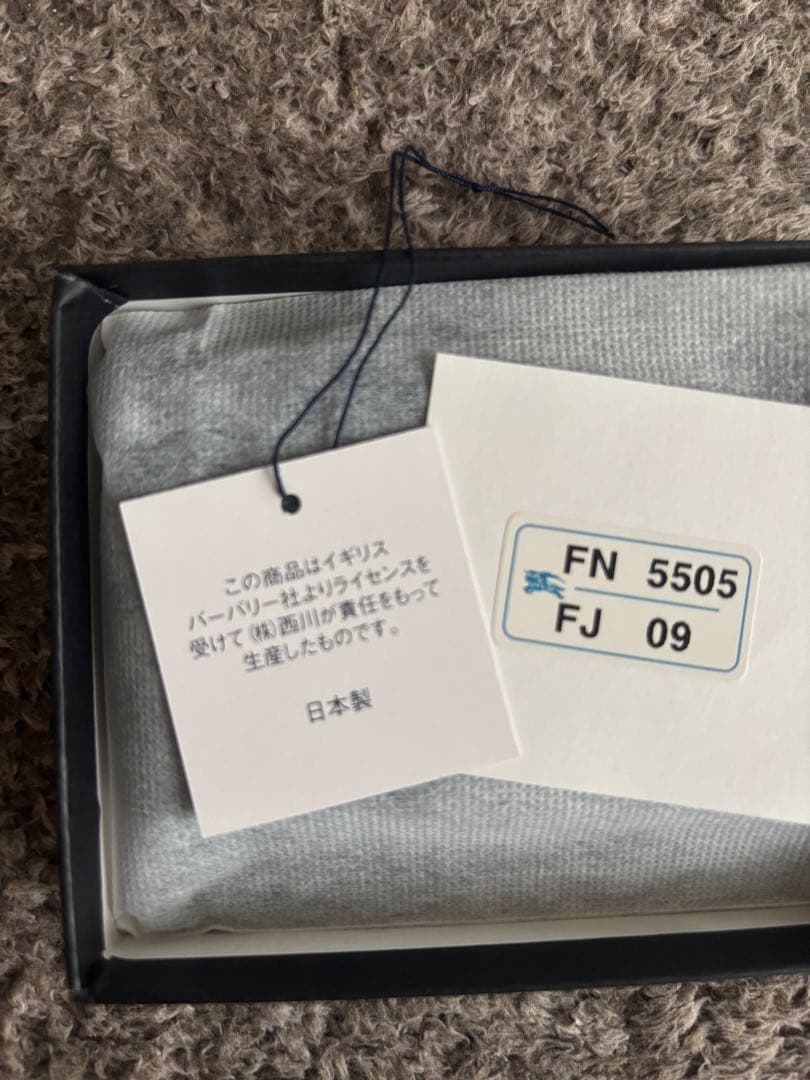 この商品はイギリス
バーバリー社よりライセンスを
受けて(株)西川が責任をもって
生産したものです。
日本製
FN 5505
FJ 09